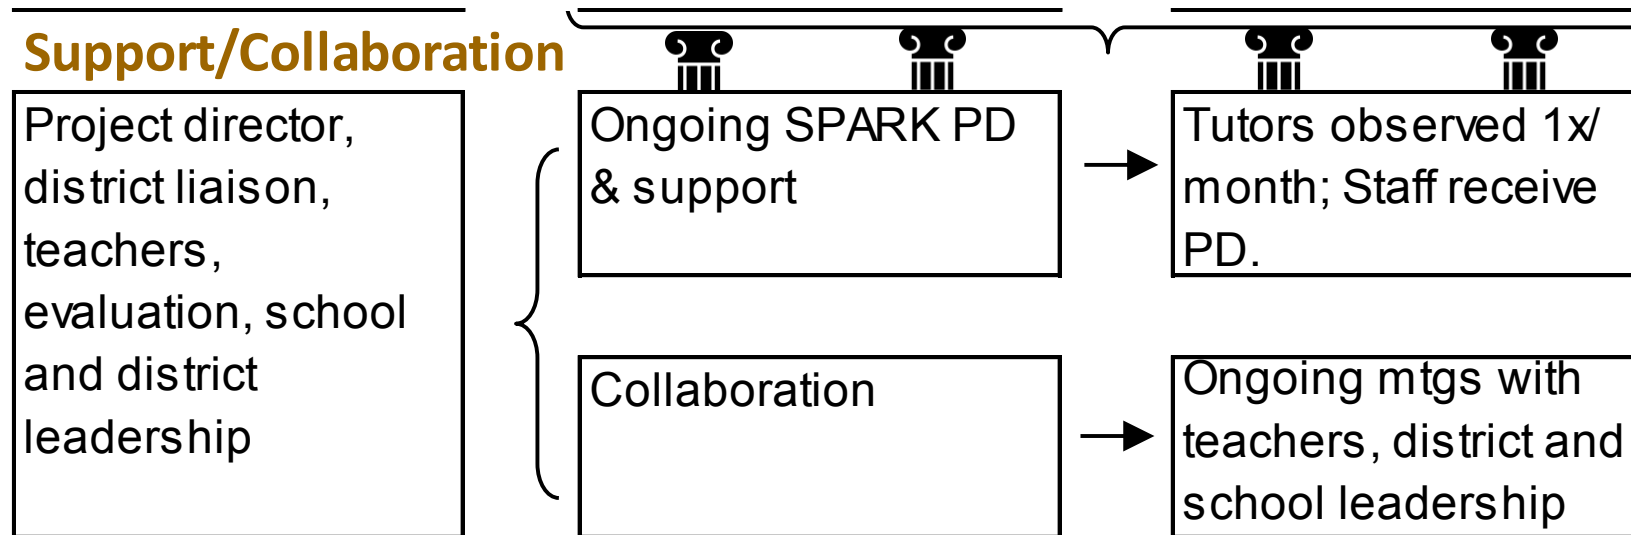 Support/Collaboration
Project director,
district liaison,
teachers,
evaluation, school
and district
leadership
Ongoing SPARK PD
& support
Tutors observed 1x/
month; Staff receive
PD.
Collaboration
Ongoing mtgs with
teachers, district and
school leadership